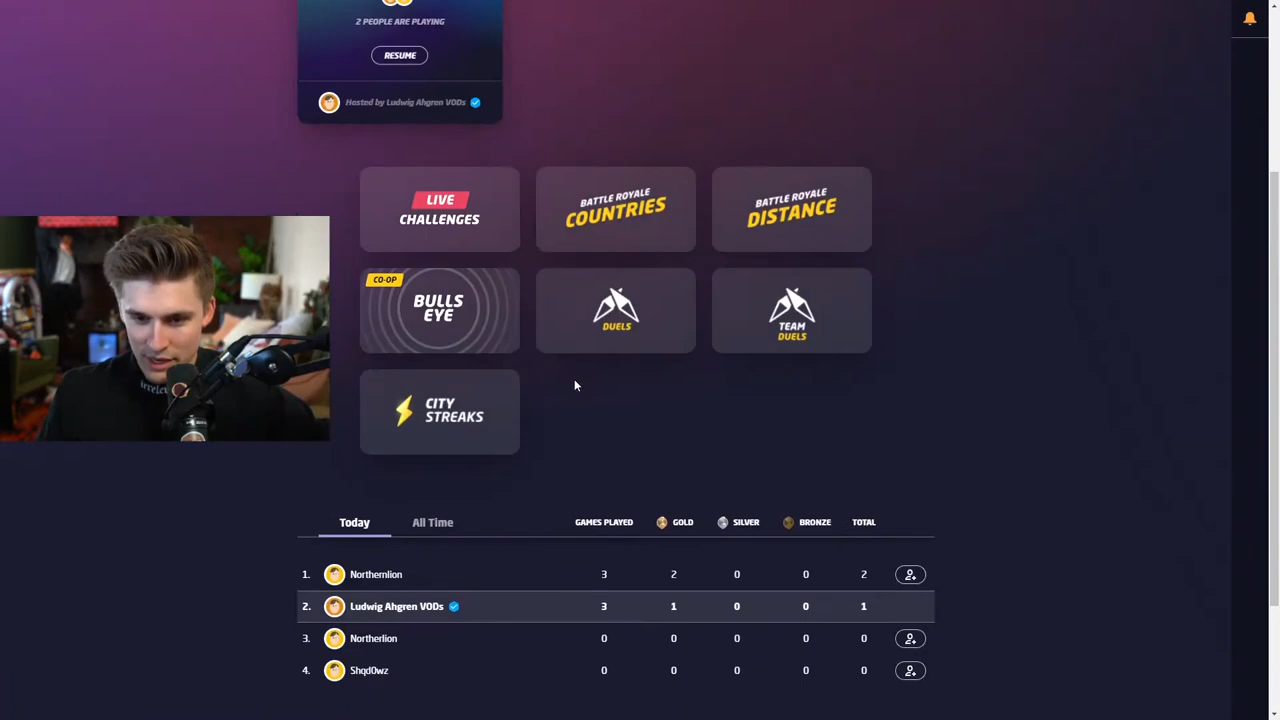 2 PEOPLE ARE PLAYING
RESUME
Hosted by Ludwig Ahgren VODs
LIVE
CHALLENGES
BATTLE ROYALE
COUNTRIES
BATTLE ROYALE
DISTANCE
CO-OP
BULLS
EYE
DUELS
TEAM
DUELS
CITY
STREAKS
Today All Time GAMES PLAYED GOLD SILVER BRONZE TOTAL
1. Northernlion 3 2 0 0 2
2. Ludwig Ahgren VODs 3 1 0 0 1
3. Northerlion 0 0 0 0 0
4. Shqd0wz 0 0 0 0 0